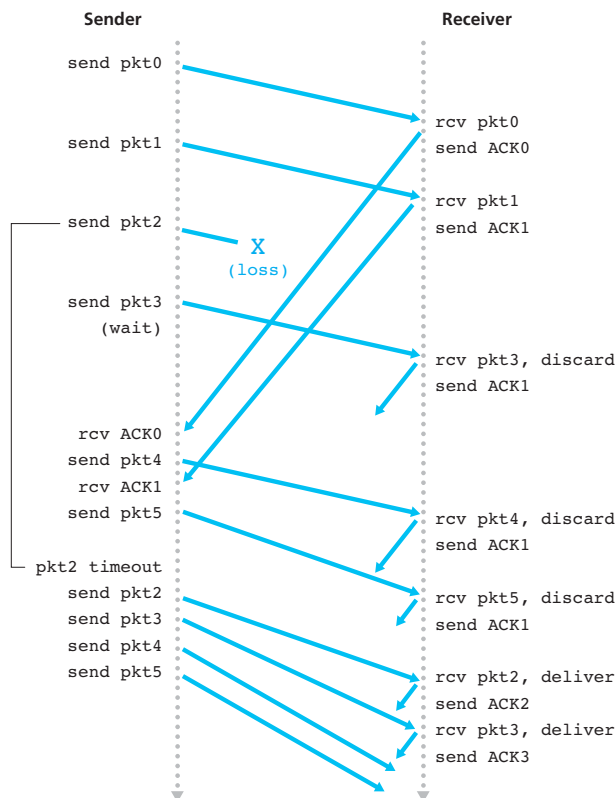 Sender
Receiver
send pkt0
rcv pkt0
send ACK0
send pkt1
rcv pkt1
send ACK1
send pkt2
X
(loss)
send pkt3
(wait)
rcv pkt3, discard
send ACK1
rcv ACK0
send pkt4
rcv ACK1
send pkt5
rcv pkt4, discard
send ACK1
pkt2 timeout
send pkt2
send pkt3
send pkt4
send pkt5
rcv pkt5, discard
send ACK1
rcv pkt2, deliver
send ACK2
rcv pkt3, deliver
send ACK3